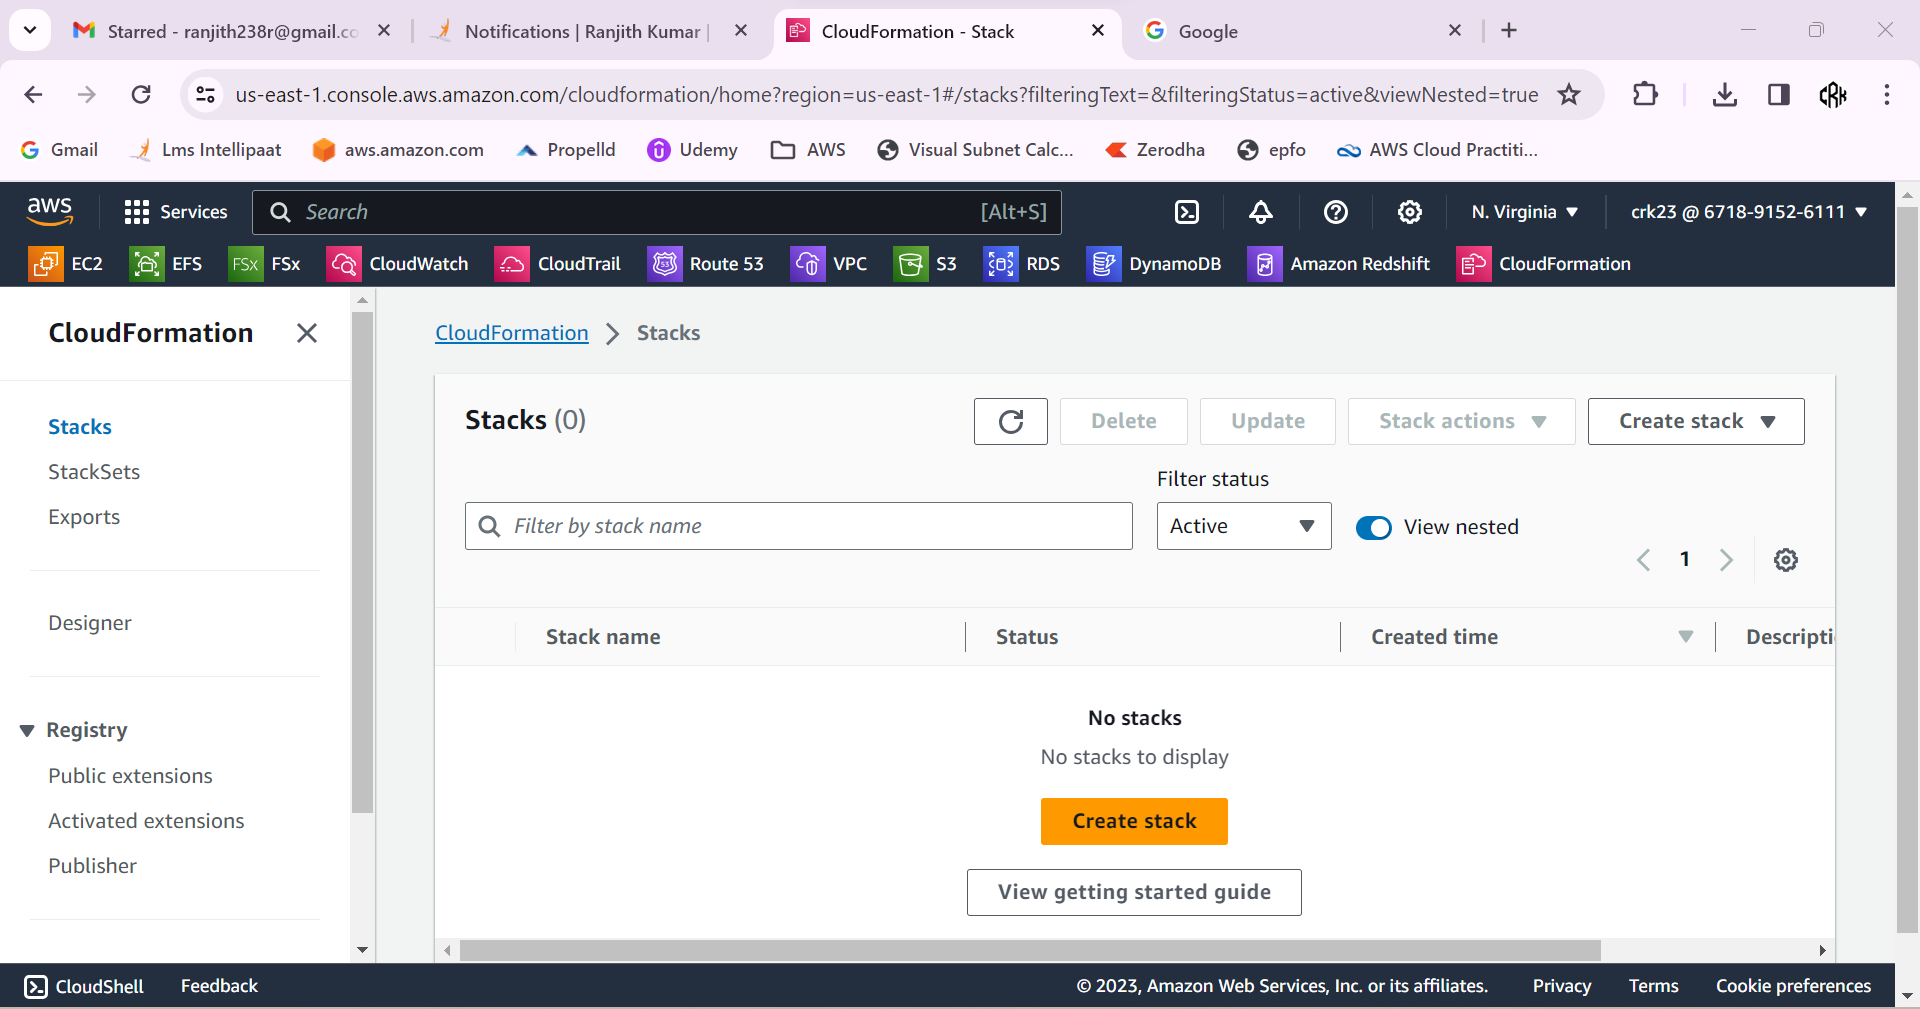 Starred - ranjith238r@gmail.co
Notifications | Ranjith Kumar |
CloudFormation - Stack
Google
us-east-1.console.aws.amazon.com/cloudformation/home?region=us-east-1#/stacks?filteringText=&filteringStatus=active&viewNested=true
CRK
Gmail
Lms Intellipaat
aws.amazon.com
Propelld
Udemy
AWS
Visual Subnet Calc...
Zerodha
epfo
AWS Cloud Practiti...
aws
Services
Search
[Alt+S]
N. Virginia
crk23 @ 6718-9152-6111
EC2
EFS
FSx
FSx
CloudWatch
CloudTrail
53
Route 53
VPC
S3
RDS
DynamoDB
Amazon Redshift
CloudFormation
CloudFormation
Stacks
StackSets
Exports
Designer
Registry
Public extensions
Activated extensions
Publisher
CloudFormation
Stacks
Stacks (0)
Delete
Update
Stack actions
Create stack
Filter status
Filter by stack name
Active
View nested
1
Stack name
Status
Created time
Descripti
No stacks
No stacks to display
Create stack
View getting started guide
CloudShell
Feedback
© 2023, Amazon Web Services, Inc. or its affiliates.
Privacy
Terms
Cookie preferences